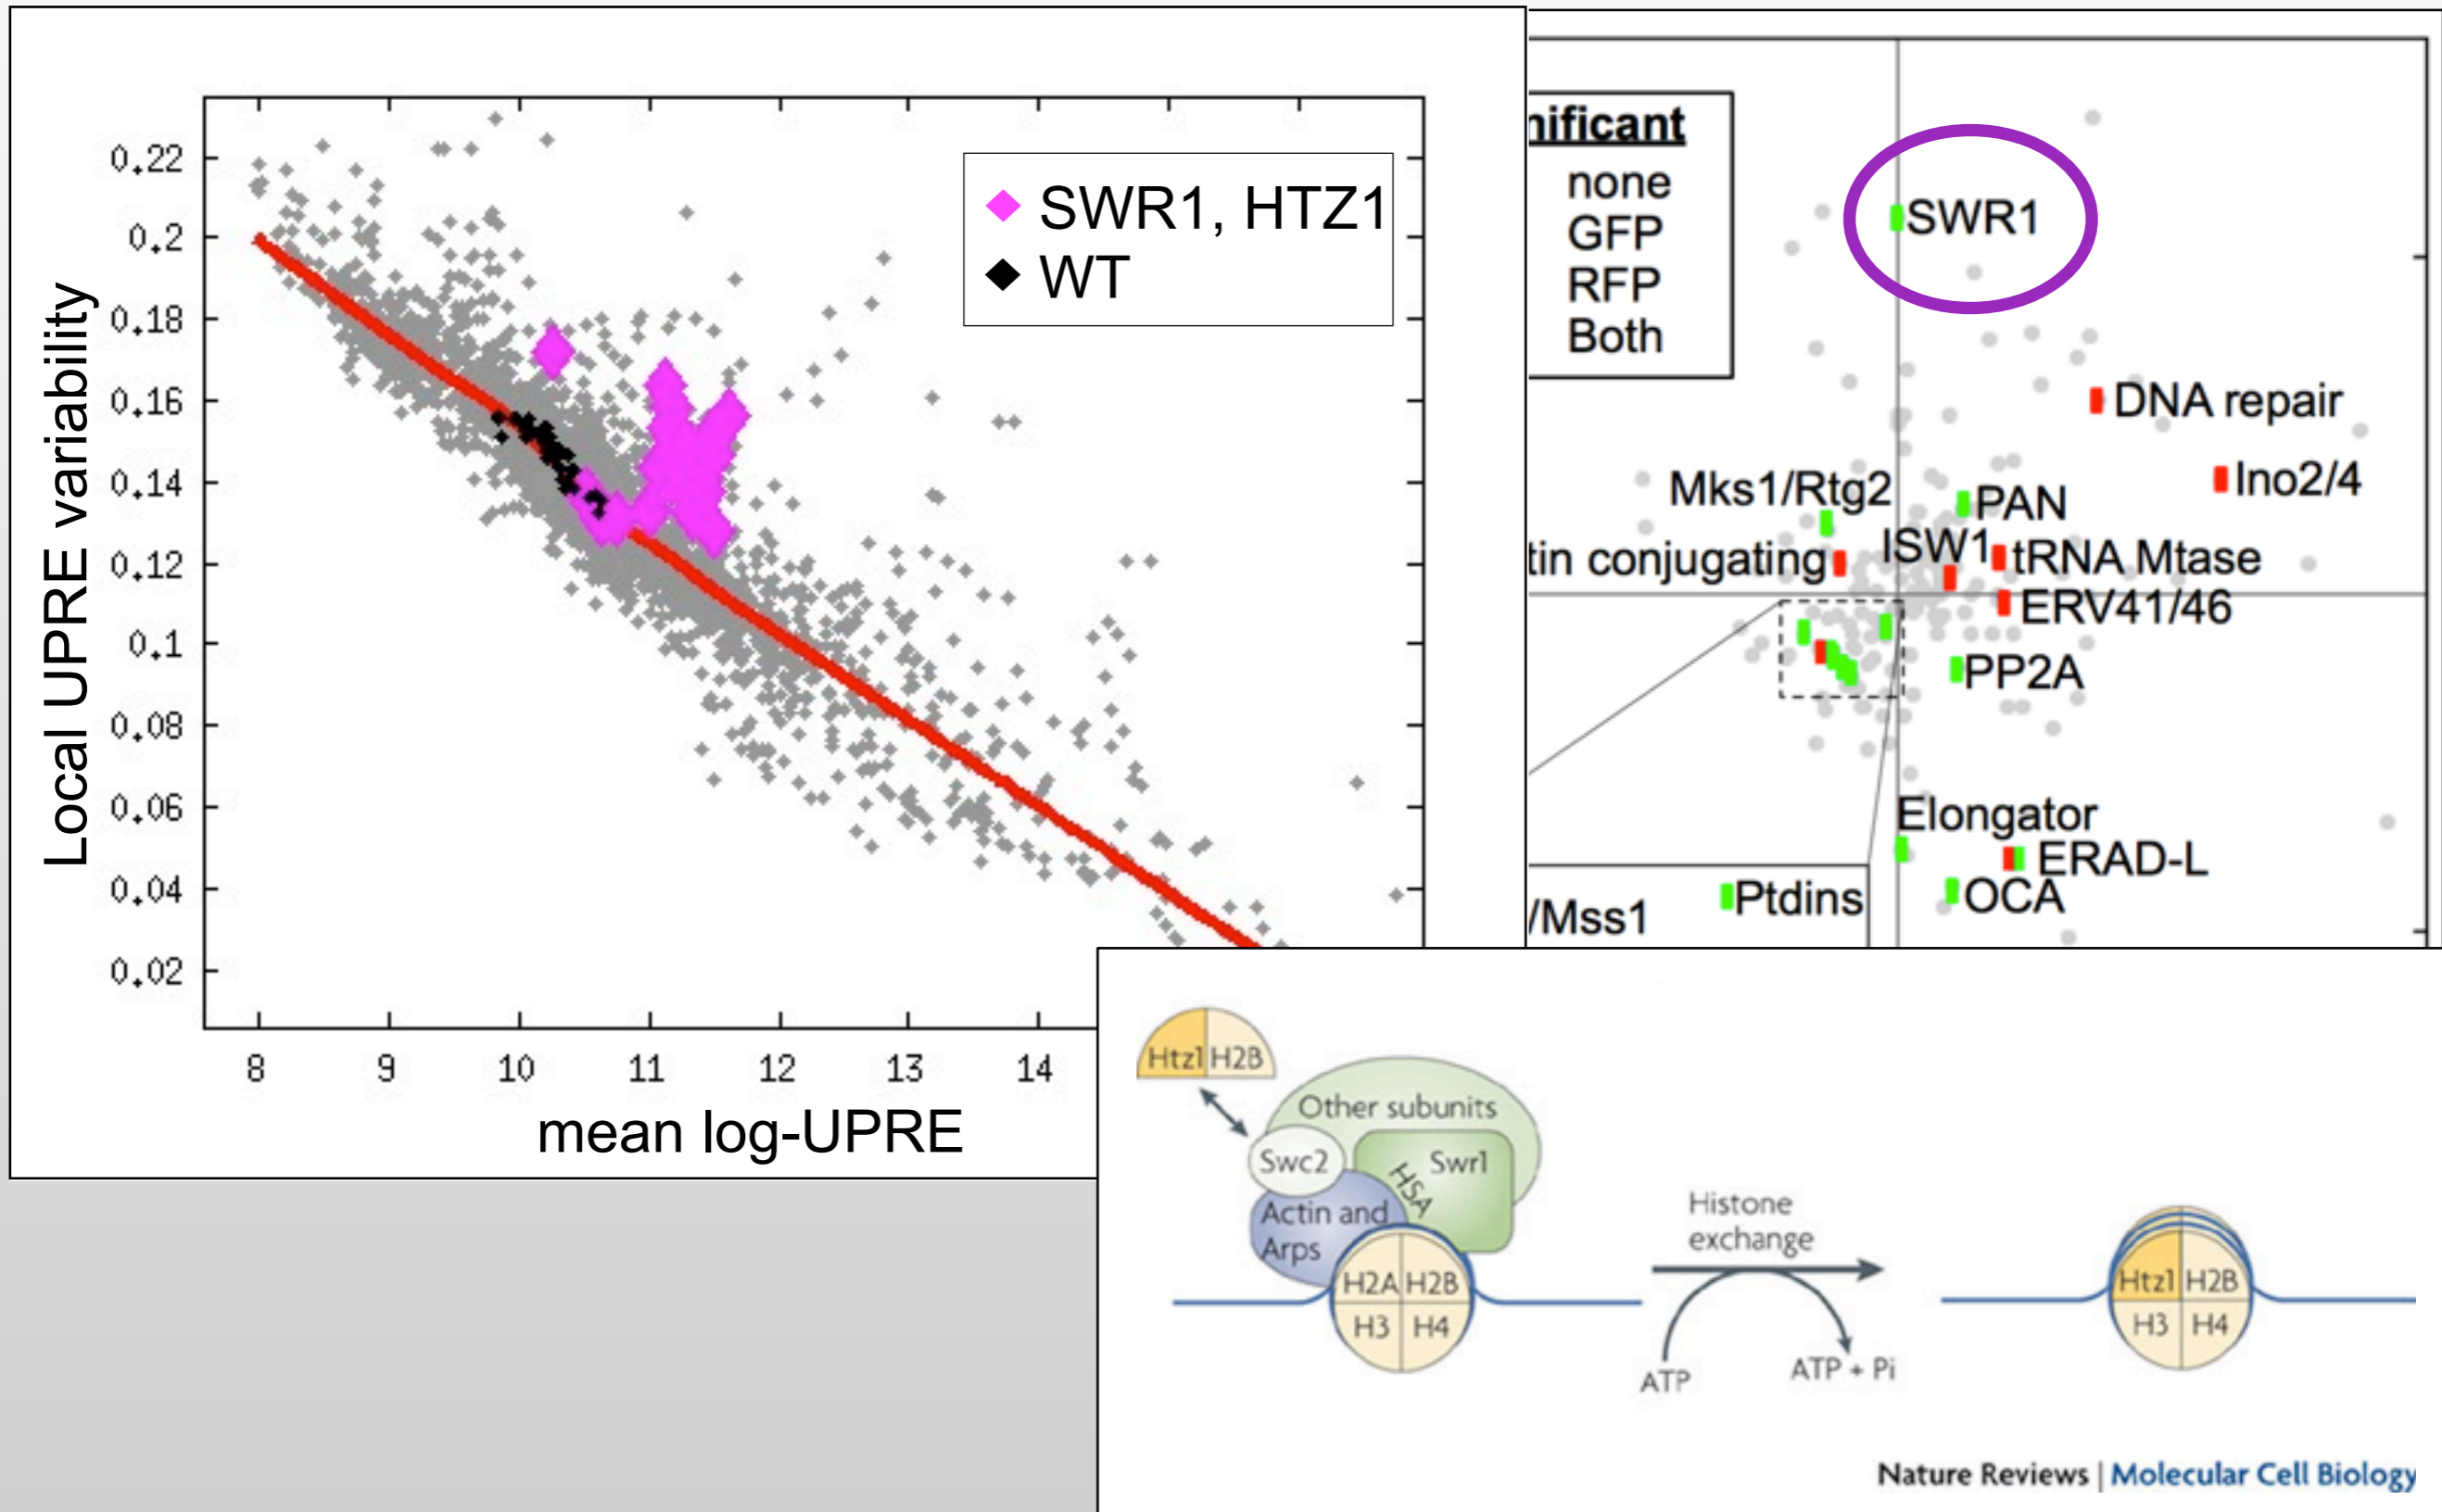 0.22
0.2
0.18
0.16
0.14
0.12
0.1
0.08
0.06
0.04
0.02
Local UPRE variability
8 9 10 11 12 13 14
mean log-UPRE
SWR1, HTZ1
WT
nificant
none
GFP
RFP
Both
SWR1
DNA repair
Ino2/4
Mks1/Rtg2
PAN
ISW1
tRNA Mtase
tin conjugating
ERV41/46
PP2A
Elongator
ERAD-L
OCA
Ptdins
/Mss1
Htz1 H2B
Other subunits
Swc2
Swr1
HSA
Actin and
Arps
H2A H2B
H3 H4
Histone
exchange
ATP
ATP + Pi
Htz1 H2B
H3 H4
Nature Reviews | Molecular Cell Biology